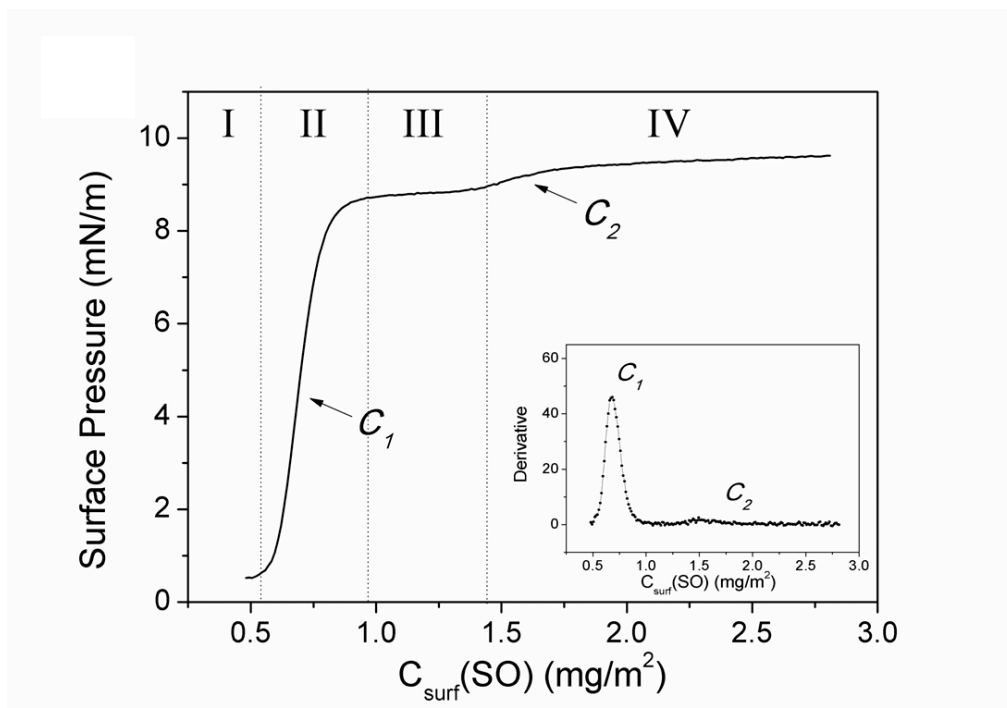 I II III IV
10
8
6
4
2
0
Surface Pressure (mN/m)
C₁
C₂
0.5 1.0 1.5 2.0 2.5 3.0
C_surf(SO) (mg/m²)
60
40
20
0
Derivative
C₁
C₂
0.5 1.0 1.5 2.0 2.5 3.0
C_surf(SO) (mg/m²)